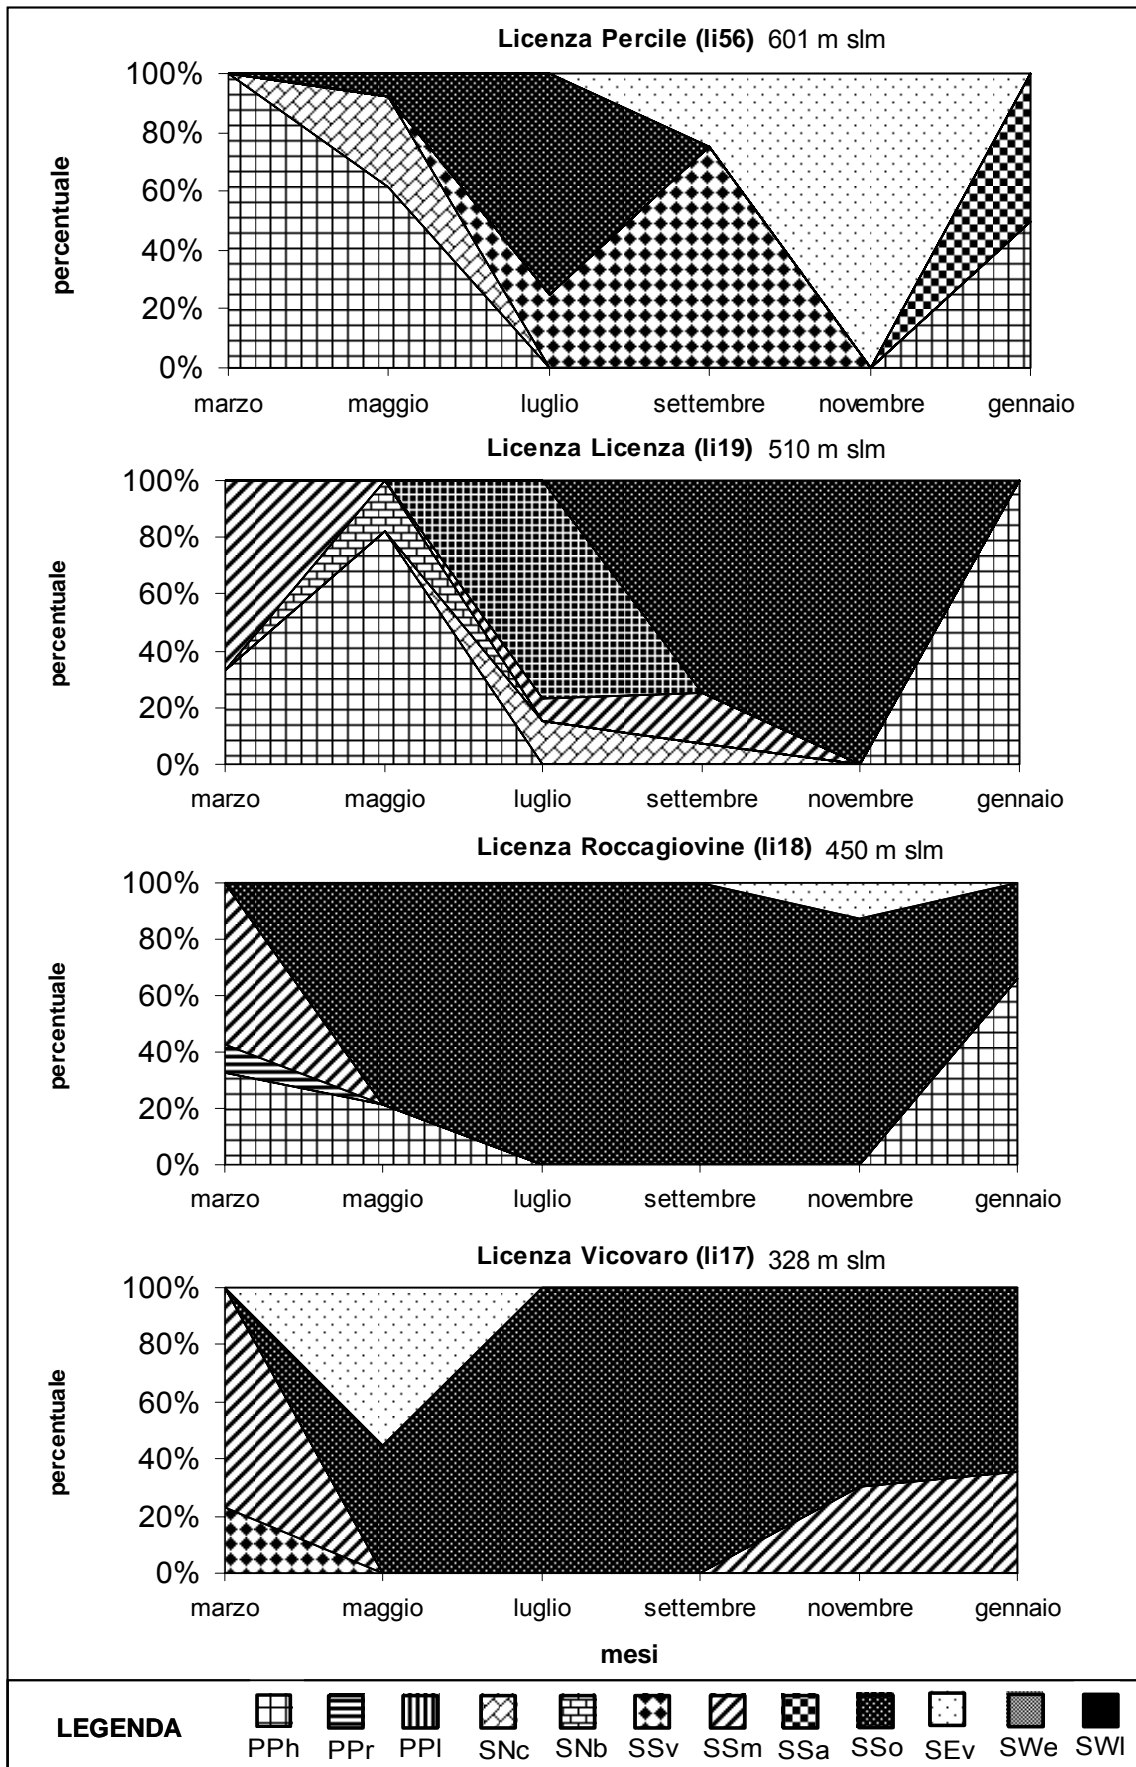 Licenza Percile (li56) 601 m slm
100%
80%
60%
40%
20%
0%
percentuale
marzo maggio luglio settembre novembre gennaio
Licenza Licenza (li19) 510 m slm
100%
80%
60%
40%
20%
0%
percentuale
marzo maggio luglio settembre novembre gennaio
Licenza Roccagiovine (li18) 450 m slm
100%
80%
60%
40%
20%
0%
percentuale
marzo maggio luglio settembre novembre gennaio
Licenza Vicovaro (li17) 328 m slm
100%
80%
60%
40%
20%
0%
percentuale
marzo maggio luglio settembre novembre gennaio
mesi
LEGENDA
PPh PPr PPl SNc SNb SSv SSm SSa SSo SEv SWe SWl